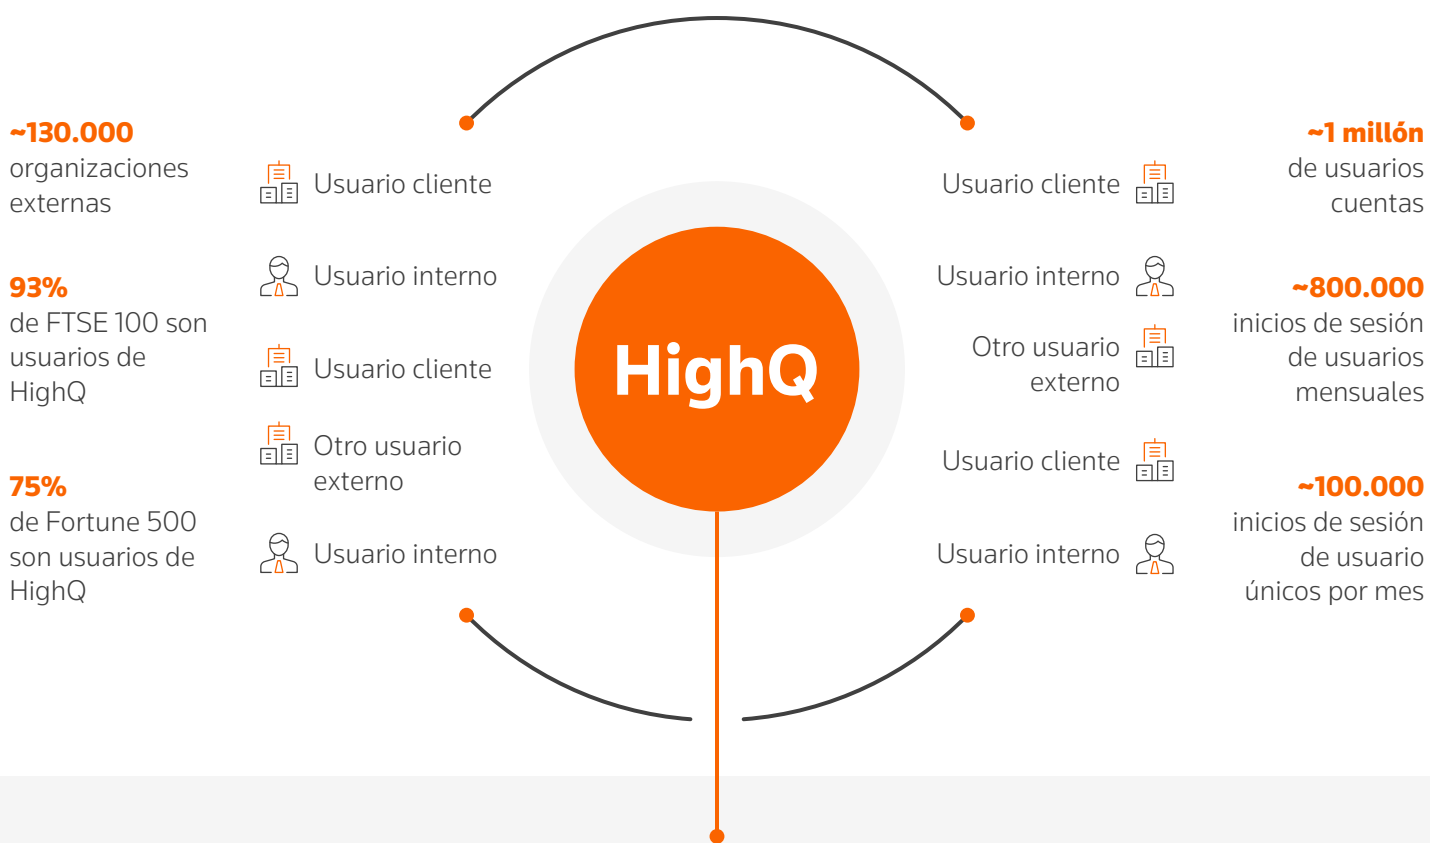 ~130.000
organizaciones
externas
93%
de FTSE 100 son
usuarios de
HighQ
75%
de Fortune 500
son usuarios de
HighQ
Usuario cliente
Usuario interno
Usuario cliente
Otro usuario
externo
Usuario interno
HighQ
Usuario cliente
Usuario interno
Otro usuario
externo
Usuario cliente
Usuario interno
~1 millón
de usuarios
cuentas
~800.000
inicios de sesión
de usuarios
mensuales
~100.000
inicios de sesión
de usuario
únicos por mes